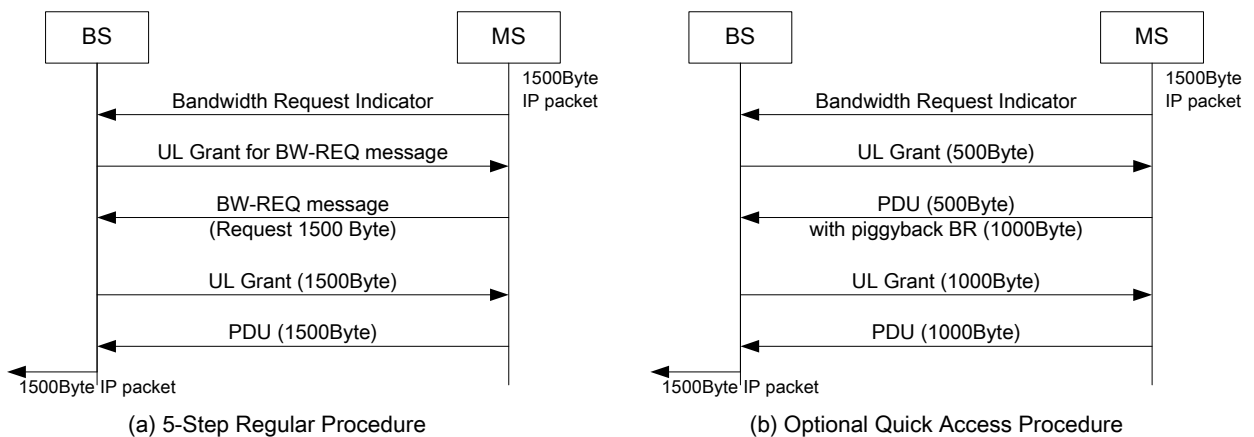 BS
MS
1500Byte
IP packet
Bandwidth Request Indicator
UL Grant for BW-REQ message
BW-REQ message
(Request 1500 Byte)
UL Grant (1500Byte)
PDU (1500Byte)
1500Byte IP packet
(a) 5-Step Regular Procedure
BS
MS
1500Byte
IP packet
Bandwidth Request Indicator
UL Grant (500Byte)
PDU (500Byte)
with piggyback BR (1000Byte)
UL Grant (1000Byte)
PDU (1000Byte)
1500Byte IP packet
(b) Optional Quick Access Procedure